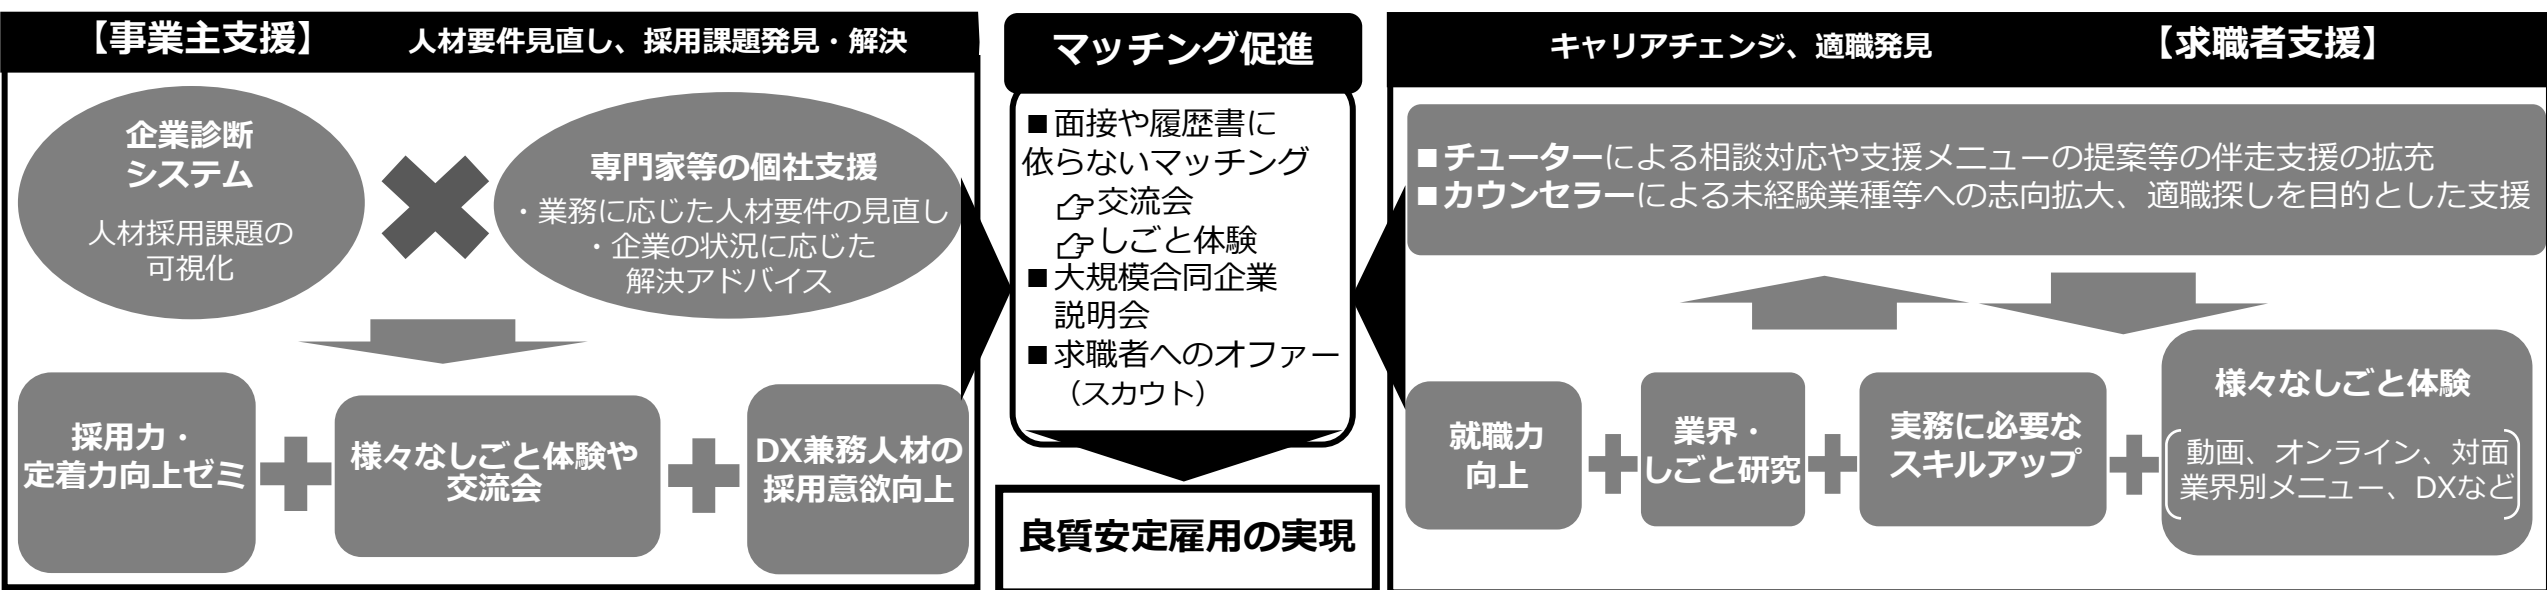 【事業主支援】 人材要件見直し、採用課題発見・解決
企業診断
システム
人材採用課題の
可視化
専門家等の個社支援
・業務に応じた人材要件の見直し
・企業の状況に応じた
解決アドバイス
採用力・
定着力向上ゼミ
様々なしごと体験や
交流会
DX兼務人材の
採用意欲向上
マッチング促進
■面接や履歴書に
依らないマッチング
👉交流会
👉しごと体験
■大規模合同企業
説明会
■求職者へのオファー
（スカウト）
良質安定雇用の実現
キャリアチェンジ、適職発見 【求職者支援】
■チューターによる相談対応や支援メニューの提案等の伴走支援の拡充
■カウンセラーによる未経験業種等への志向拡大、適職探しを目的とした支援
就職力
向上
業界・
しごと研究
実務に必要な
スキルアップ
様々なしごと体験
動画、オンライン、対面
業界別メニュー、DXなど